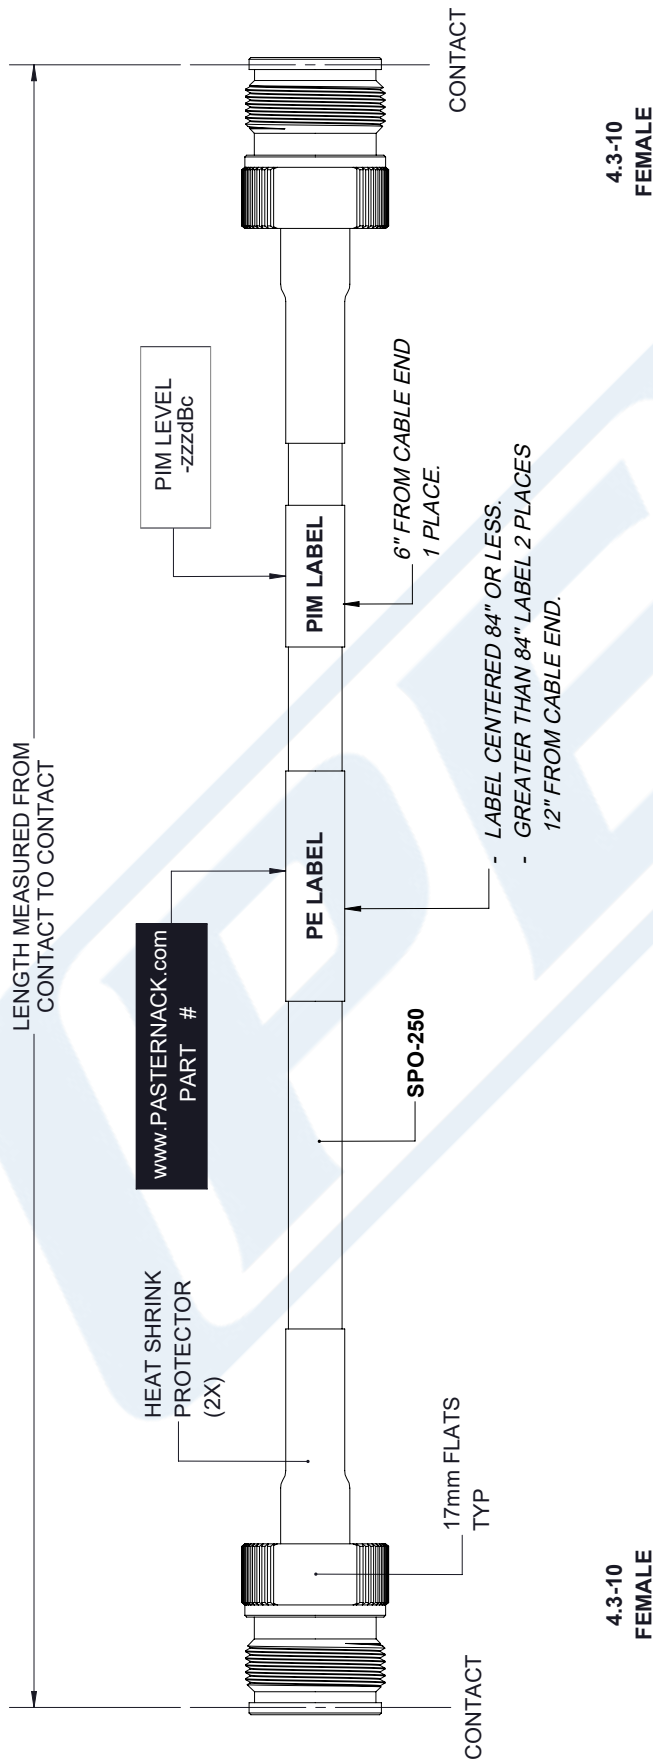 LENGTH MEASURED FROM
CONTACT TO CONTACT
www.PASTERNACK.com
PART #
PIM LEVEL
-zzzdBc
HEAT SHRINK
PROTECTOR
(2X)
PE LABEL
PIM LABEL
6" FROM CABLE END
1 PLACE.
CONTACT
17mm FLATS
TYP
SPO-250
- LABEL CENTERED 84" OR LESS.
- GREATER THAN 84" LABEL 2 PLACES
12" FROM CABLE END.
CONTACT
4.3-10
FEMALE
4.3-10
FEMALE
PE